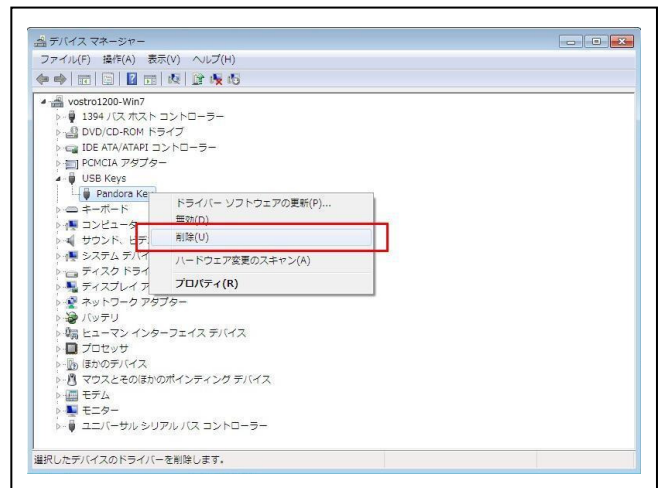 デバイス マネージャー
ファイル(F) 操作(A) 表示(V) ヘルプ(H)
vostro1200-Win7
1394 バス ホスト コントローラー
DVD/CD-ROM ドライブ
IDE ATA/ATAPI コントローラー
PCMCIA アダプター
USB Keys
Pandora Ke
ドライバー ソフトウェアの更新(P)...
キーボード
無効(D)
コンピュータ
削除(U)
サウンド、ビデ
システム デバイ
ハードウェア変更のスキャン(A)
ディスク ドライ
プロパティ(R)
ディスプレイ ア
ネットワーク アダプター
バッテリ
ヒューマン インターフェイス デバイス
プロセッサ
ほかのデバイス
マウスとそのほかのポインティング デバイス
モデム
モニター
ユニバーサル シリアル バス コントローラー
選択したデバイスのドライバーを削除します。